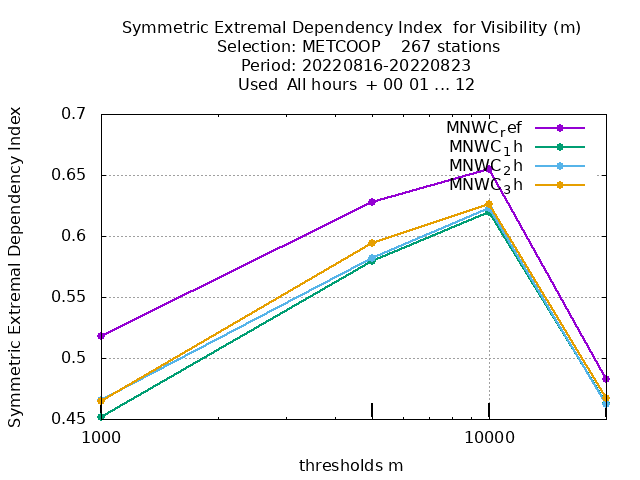 Symmetric Extremal Dependency Index  for Visibility (m)
Selection: METCOOP    267 stations
Period: 20220816-20220823
Used  All hours  + 00 01 ... 12
Symmetric Extremal Dependency Index
0.7
0.65
0.6
0.55
0.5
0.45
MNWC_ref
MNWC_1h
MNWC_2h
MNWC_3h
1000
10000
thresholds m